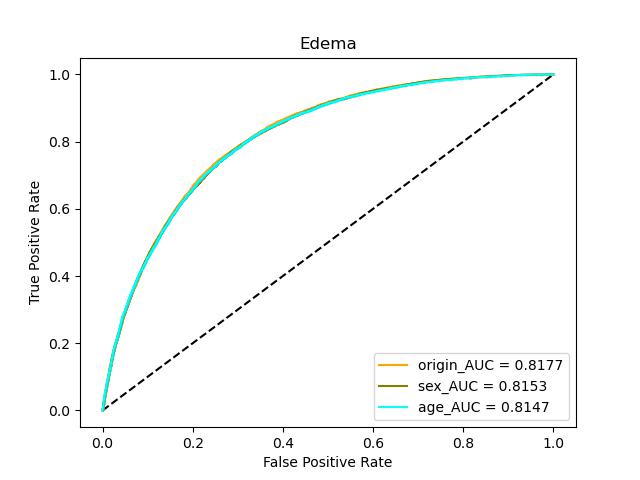 Edema
True Positive Rate
1.0
0.8
0.6
0.4
0.2
0.0
origin_AUC = 0.8177
sex_AUC = 0.8153
age_AUC = 0.8147
0.0
0.2
0.4
0.6
0.8
1.0
False Positive Rate